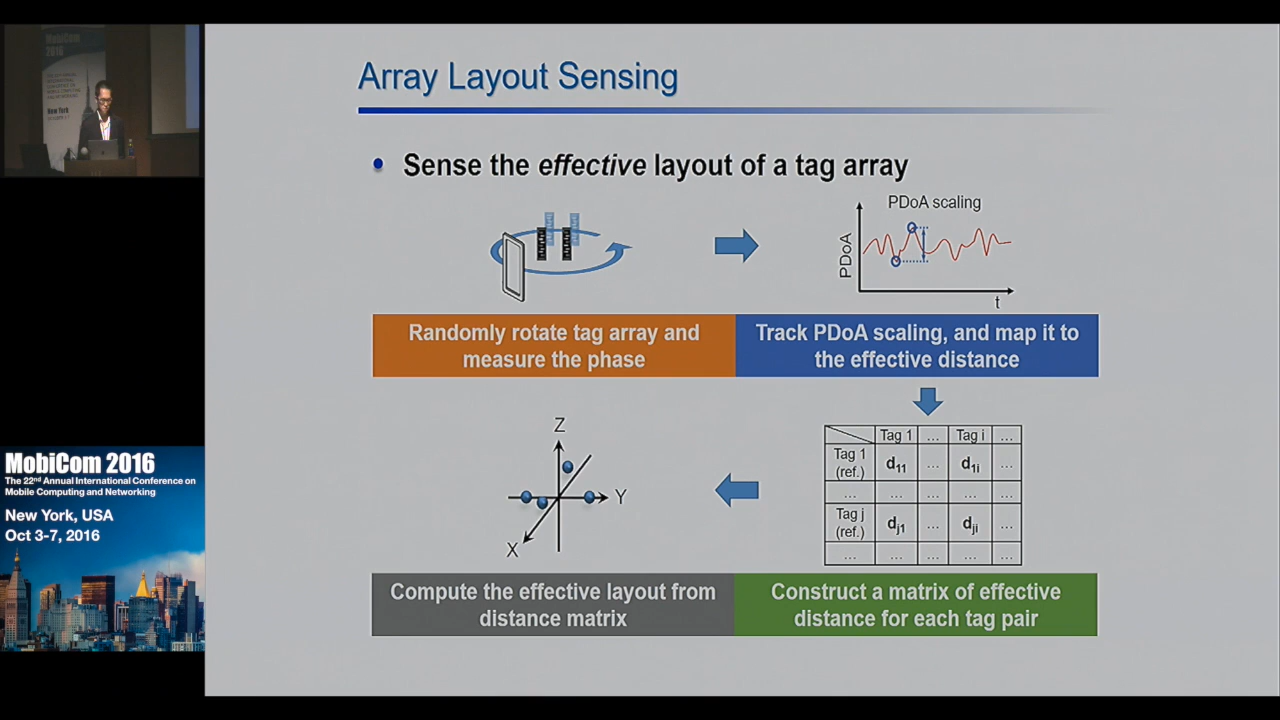 MobiCom
2016
New York
Array Layout Sensing
• Sense the effective layout of a tag array
PDoA scaling
PDoA
t
Randomly rotate tag array and
measure the phase
Track PDoA scaling, and map it to
the effective distance
Z
Y
X
Tag 1 ... Tag i ...
Tag 1
(ref.) d11 ... d1i ...
... ... ... ... ...
Tag j
(ref.) dj1 ... dji ...
... ... ... ... ...
Compute the effective layout from
distance matrix
Construct a matrix of effective
distance for each tag pair
MobiCom 2016
The 22nd Annual International Conference on
Mobile Computing and Networking
New York, USA
Oct 3-7, 2016